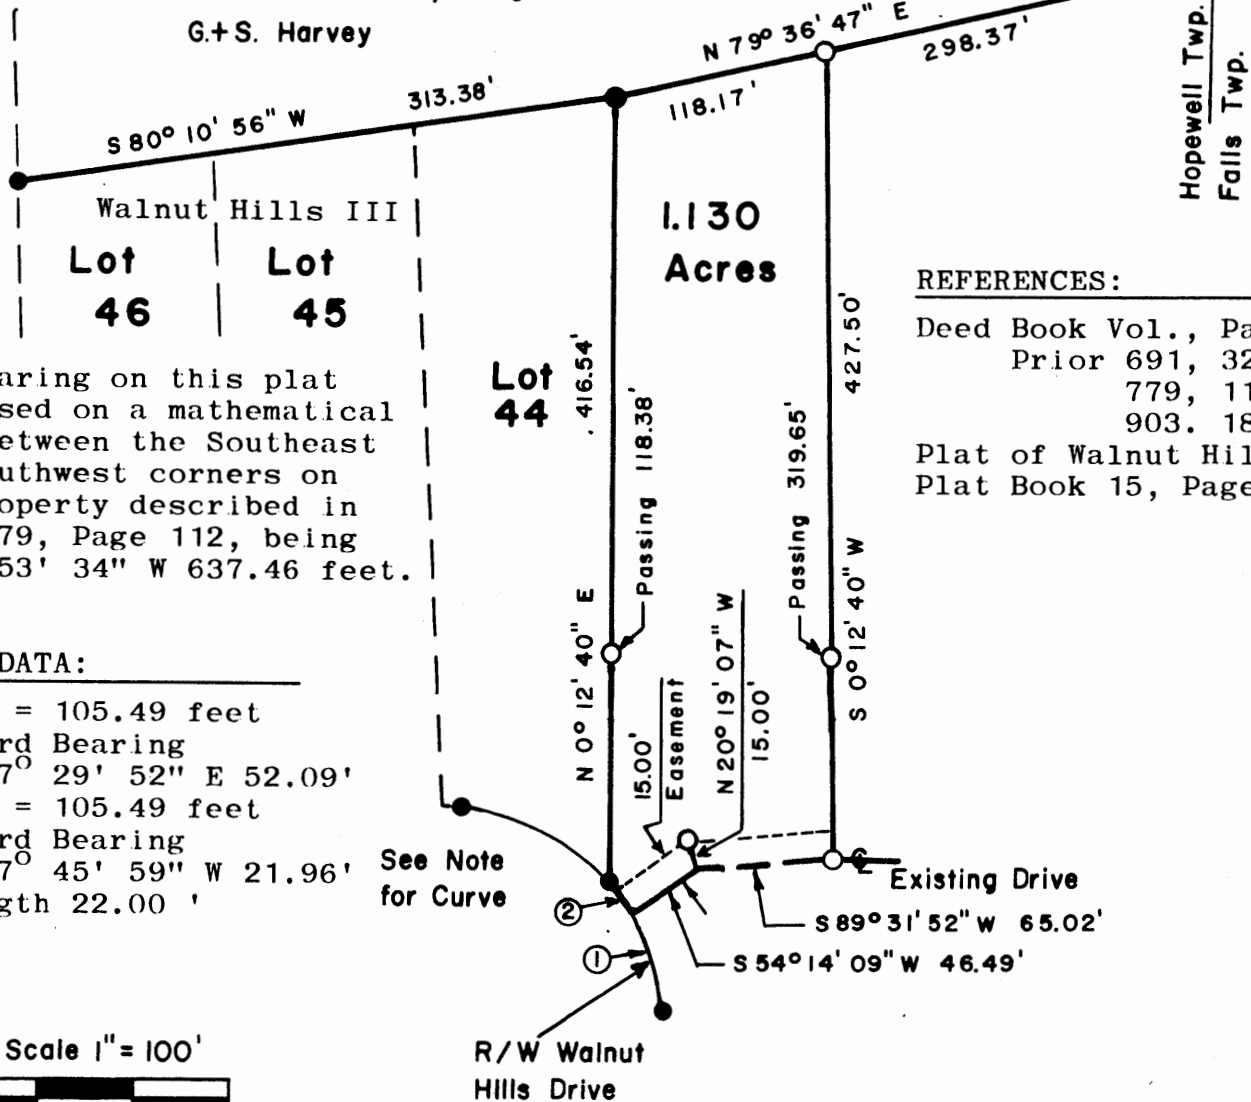 G.+S. Harvey
S 80° 10' 56" W
313.38'
N 79° 36' 47" E
118.17'
298.37'
Hopewell Twp.
Falls Twp.
Walnut Hills III
Lot
46
Lot
45
Lot
44
1.130
Acres
416.54'
Passing 118.38'
N 0° 12' 40" E
427.50'
Passing 319.65'
S 0° 12' 40" W
REFERENCES:
Deed Book Vol., Pa
Prior 691, 32
779, 11
903. 18
Plat of Walnut Hil
Plat Book 15, Page
aring on this plat
sed on a mathematical
etween the Southeast
uthwest corners on
operty described in
79, Page 112, being
53' 34" W 637.46 feet.
DATA:
= 105.49 feet
rd Bearing
7° 29' 52" E 52.09'
= 105.49 feet
rd Bearing
7° 45' 59" W 21.96'
gth 22.00 '
See Note
for Curve
15.00'
Easement
N 20° 19' 07" W
15.00'
℄ Existing Drive
S 89° 31' 52" W 65.02'
S 54° 14' 09" W 46.49'
②
①
R/W Walnut
Hills Drive
Scale 1" = 100'